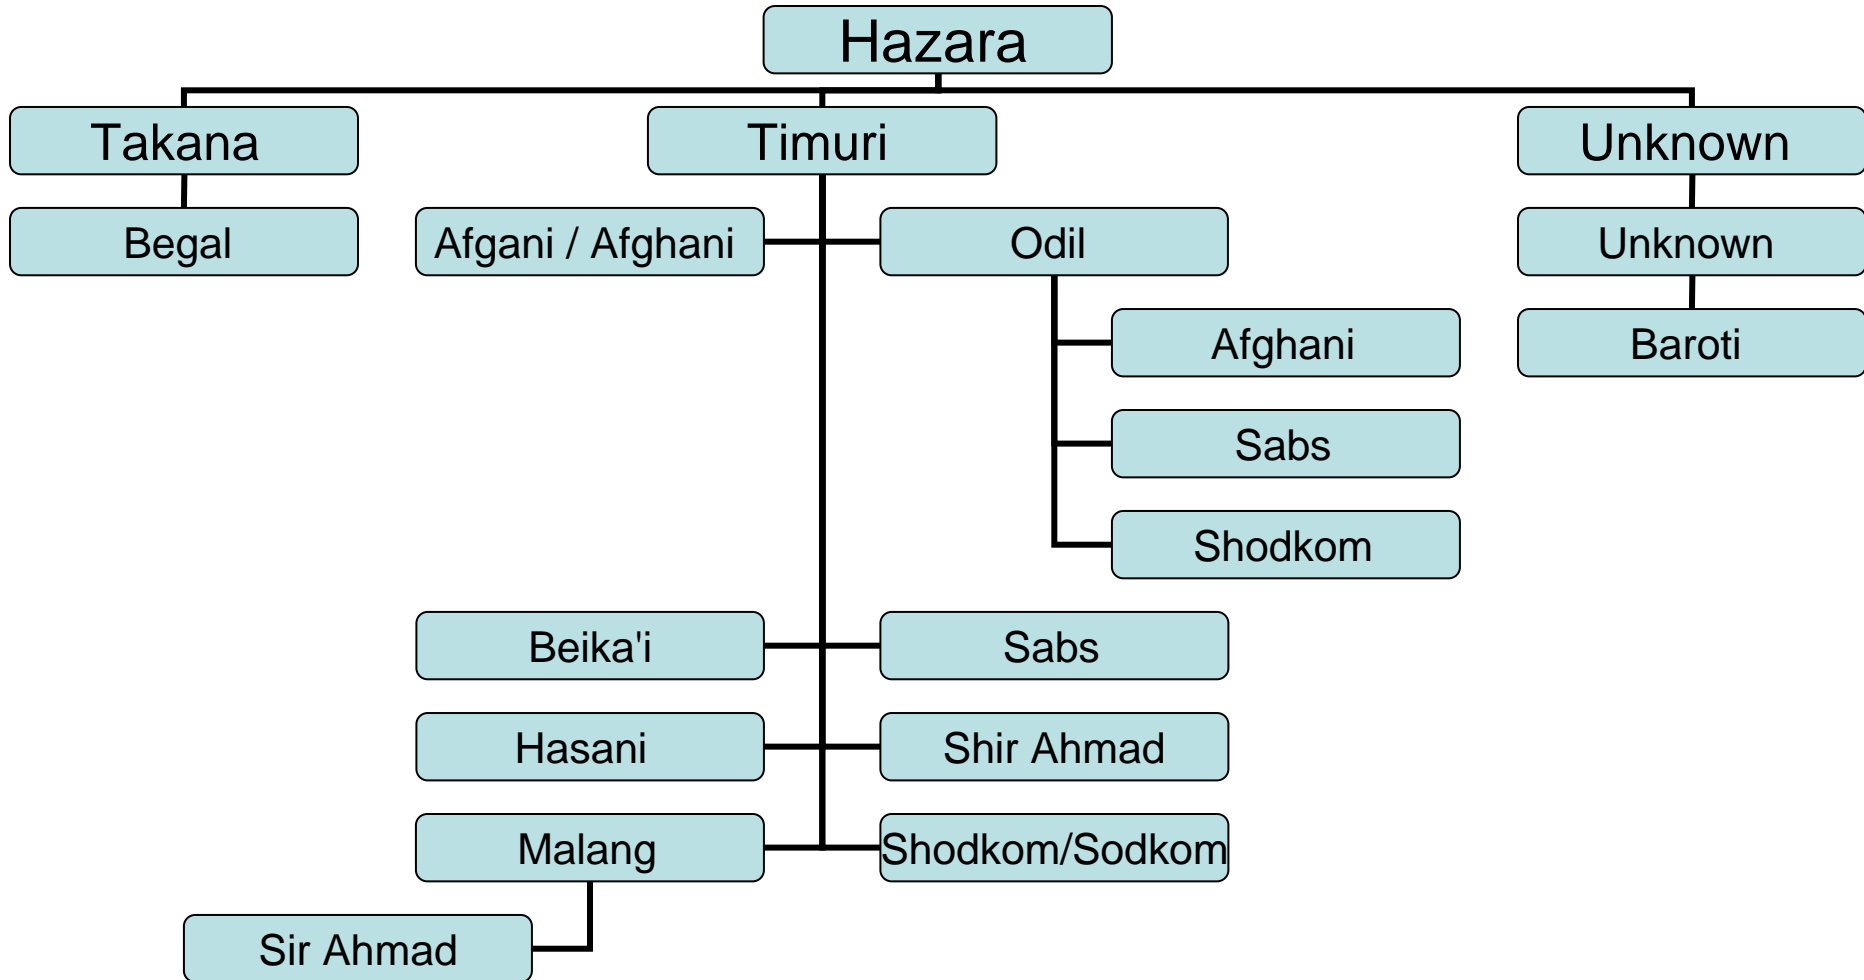 Hazara
Takana
Timuri
Unknown
Begal
Afgani / Afghani
Odil
Unknown
Afghani
Baroti
Sabs
Shodkom
Beika'i
Sabs
Hasani
Shir Ahmad
Malang
Shodkom/Sodkom
Sir Ahmad